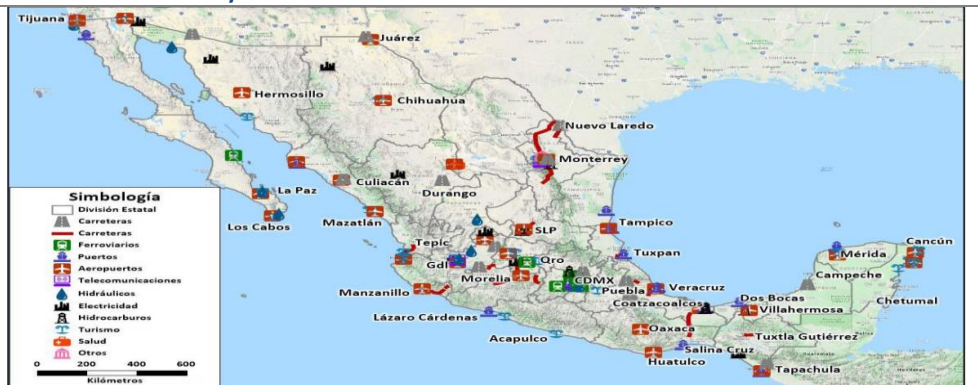 Tijuana
Juárez
Hermosillo
Chihuahua
Nuevo Laredo
Monterrey
La Paz
Culiacán
Durango
Los Cabos
Mazatlán
SLP
Tampico
Tepic
Gdl
Qro
Tuxpan
Mérida
Cancún
Morelia
CDMX
Campeche
Manzanillo
Puebla
Veracruz
Chetumal
Coatzacoalcos
Dos Bocas
Villahermosa
Lázaro Cárdenas
Acapulco
Oaxaca
Tuxtla Gutiérrez
Salina Cruz
Huatulco
Tapachula
Simbología
División Estatal
Carreteras
Carreteras
Ferroviarios
Puertos
Aeropuertos
Telecomunicaciones
Hidráulicos
Electricidad
Hidrocarburos
Turismo
Salud
Otros
0 200 400 600
Kilómetros